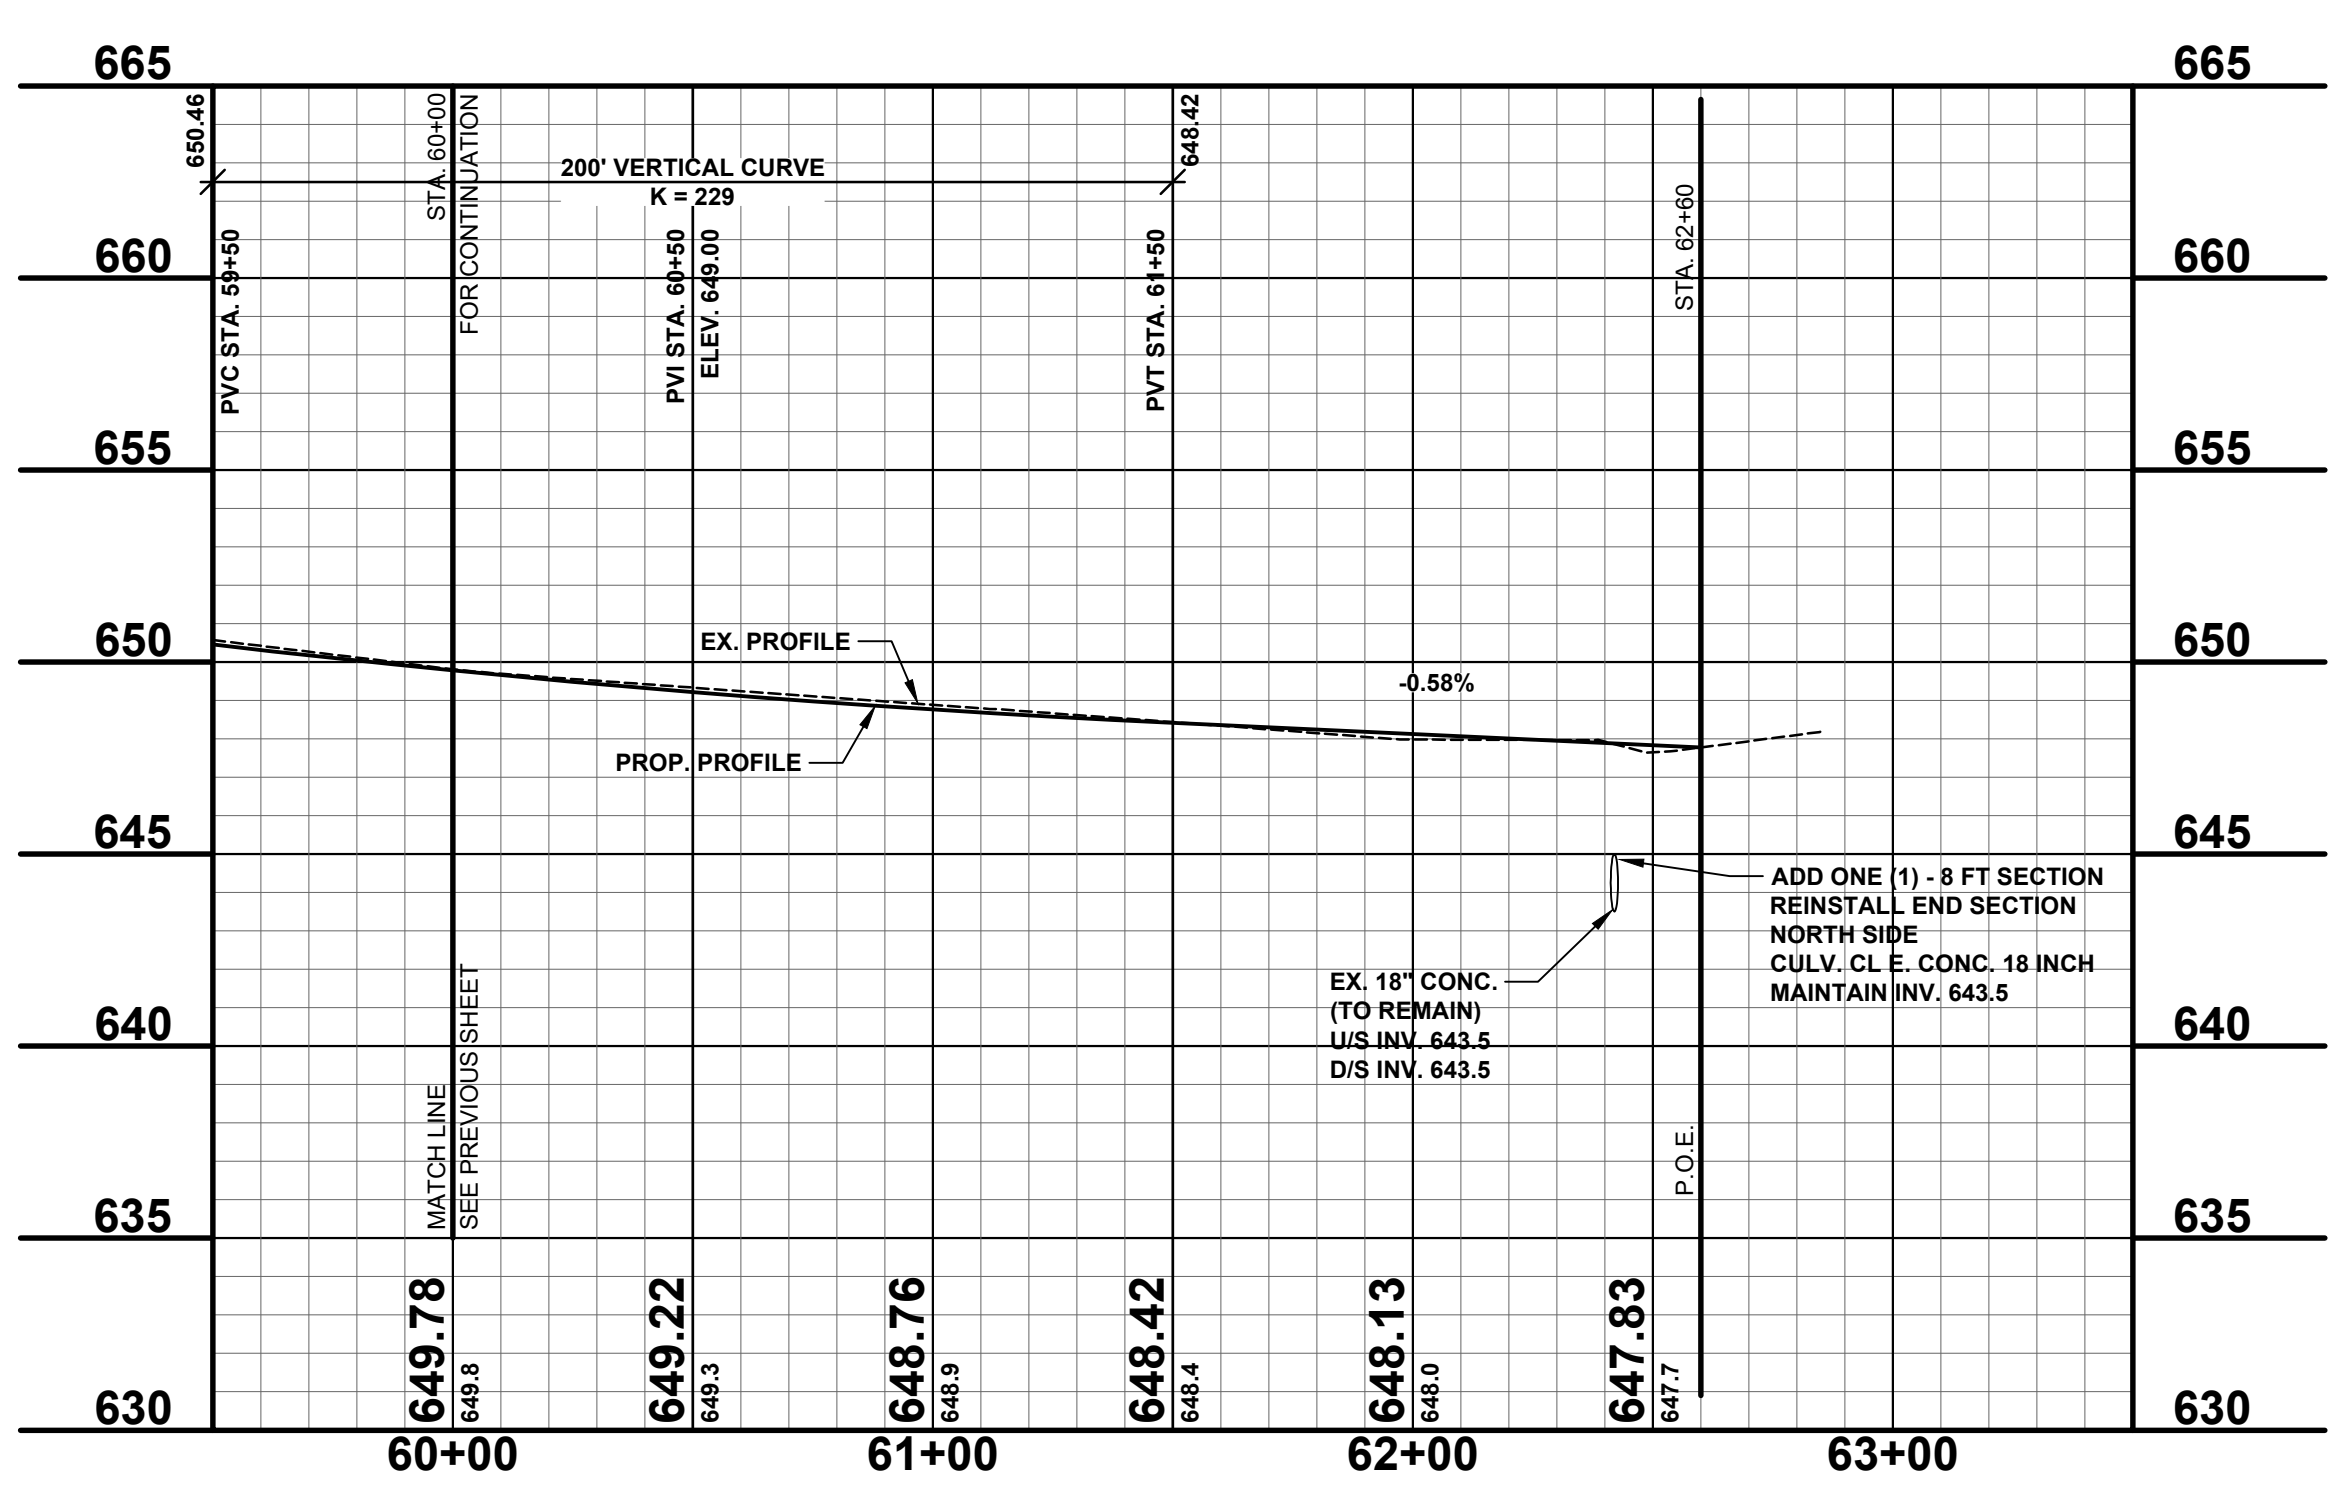 665
665
650.46
STA. 60+00
FOR CONTINUATION
200' VERTICAL CURVE
K = 229
648.42
PVC STA. 59+50
PVI STA. 60+50
ELEV. 649.00
PVT STA. 61+50
STA. 62+60
660
660
655
655
650
650
EX. PROFILE
-0.58%
PROP. PROFILE
645
645
ADD ONE (1) - 8 FT SECTION
REINSTALL END SECTION
NORTH SIDE
CULV. CL E. CONC. 18 INCH
MAINTAIN INV. 643.5
EX. 18" CONC.
(TO REMAIN)
U/S INV. 643.5
D/S INV. 643.5
640
640
MATCH LINE
SEE PREVIOUS SHEET
P.O.E.
635
635
649.78
649.8
649.22
649.3
648.76
648.9
648.42
648.4
648.13
648.0
647.83
647.7
630
630
60+00
61+00
62+00
63+00